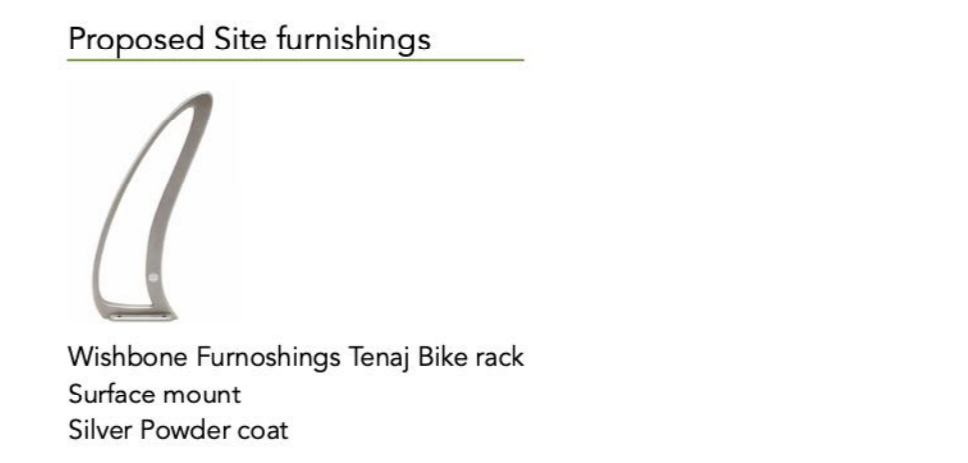 Proposed Site furnishings
Wishbone Furnoshings Tenaj Bike rack
Surface mount
Silver Powder coat